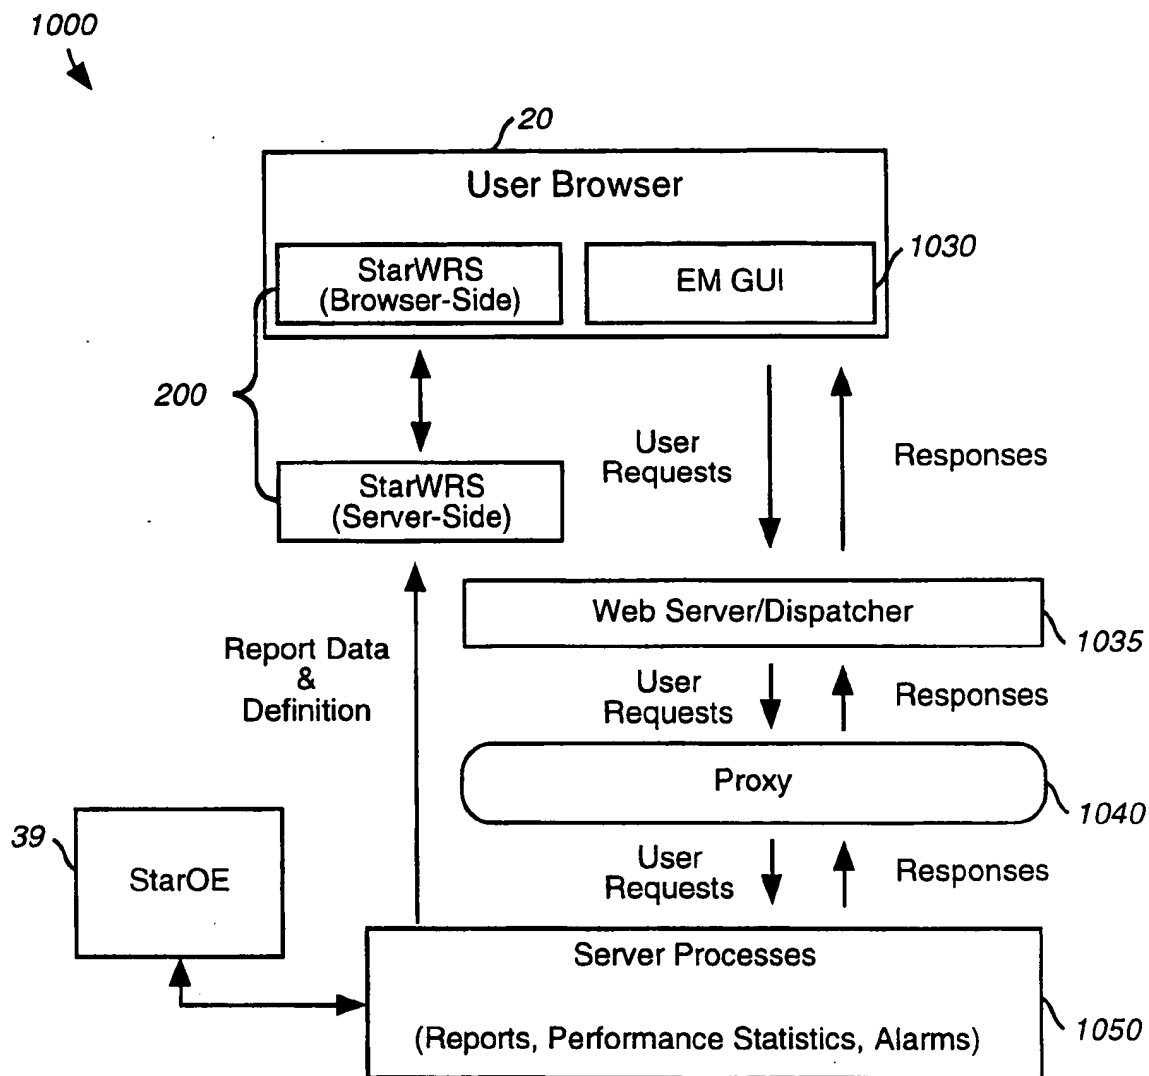 1000
20
User Browser
StarWRS
(Browser-Side)
EM GUI
1030
200
StarWRS
(Server-Side)
User
Requests
Responses
Web Server/Dispatcher
1035
Report Data
&
Definition
User
Requests
Responses
Proxy
1040
39
StarOE
User
Requests
Responses
Server Processes
(Reports, Performance Statistics, Alarms)
1050